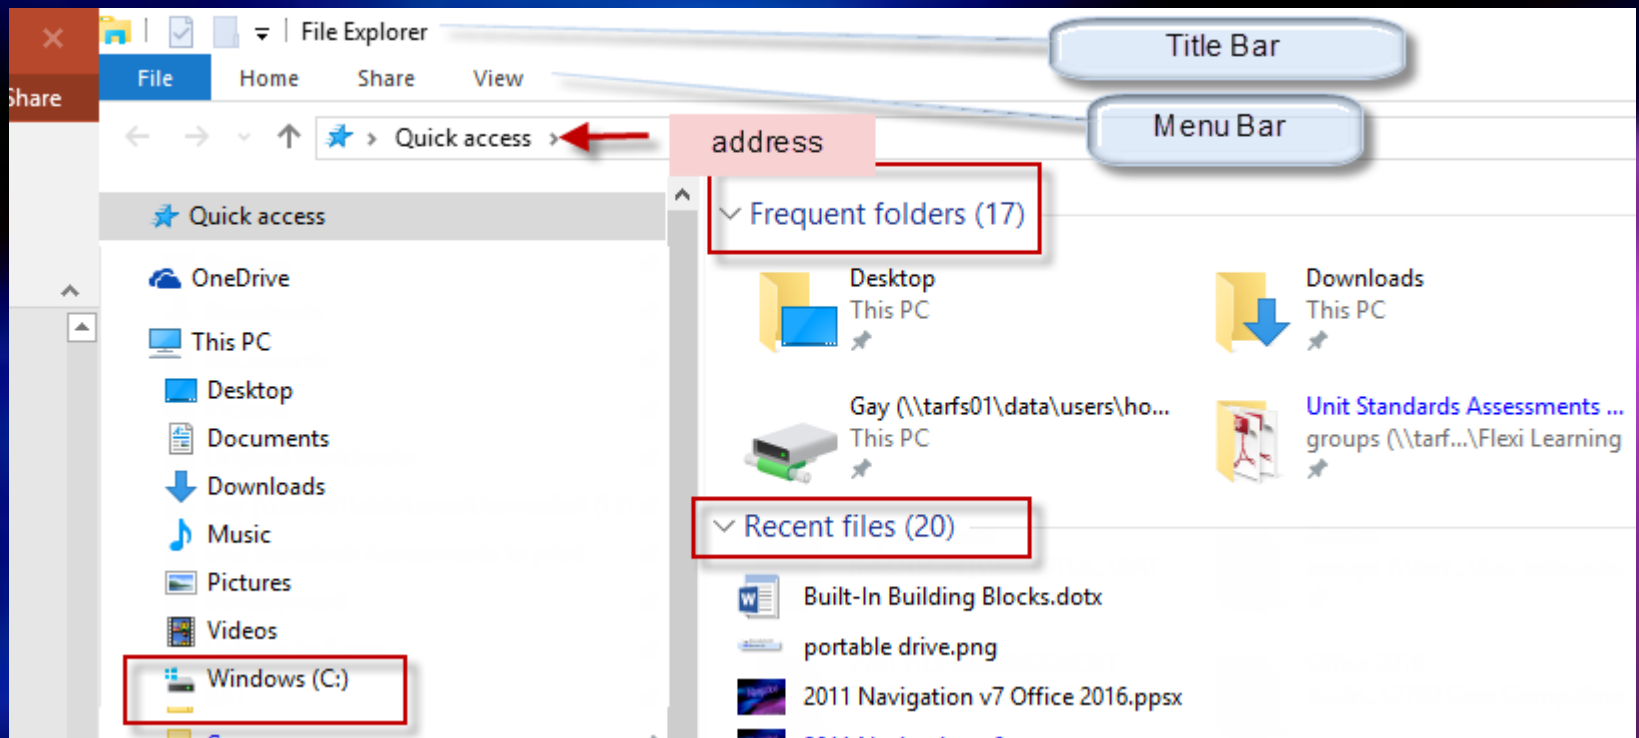 File Explorer
Title Bar
File Home Share View
Share
Menu Bar
Quick access
address
Quick access
OneDrive
This PC
Desktop
Documents
Downloads
Music
Pictures
Videos
Windows (C:)
Frequent folders (17)
Desktop
This PC
Downloads
This PC
Gay (\\tarfs01\data\users\ho...
This PC
Unit Standards Assessments ...
groups (\\tarf...\Flexi Learning
Recent files (20)
Built-In Building Blocks.dotx
portable drive.png
2011 Navigation v7 Office 2016.ppsx